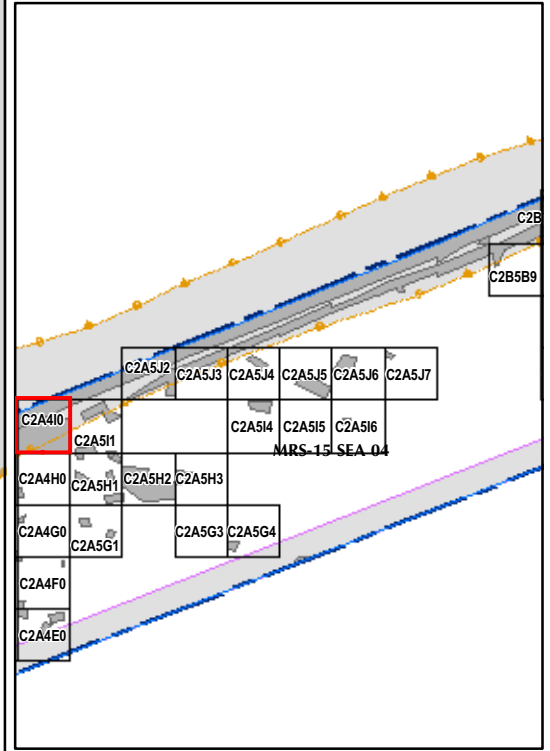 C2B
C2B5B9
C2A5J2
C2A5J3
C2A5J4
C2A5J5
C2A5J6
C2A5J7
C2A4I0
C2A5I1
C2A5I4
C2A5I5
C2A5I6
MRS-15 SEA 04
C2A4H0
C2A5H1
C2A5H2
C2A5H3
C2A4G0
C2A5G1
C2A5G3
C2A5G4
C2A4F0
C2A4E0